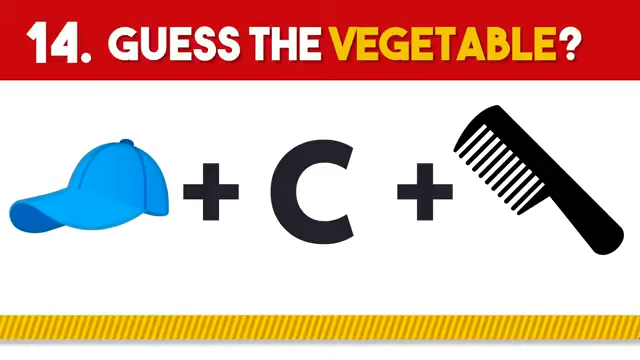 14. GUESS THE VEGETABLE?
+ C +